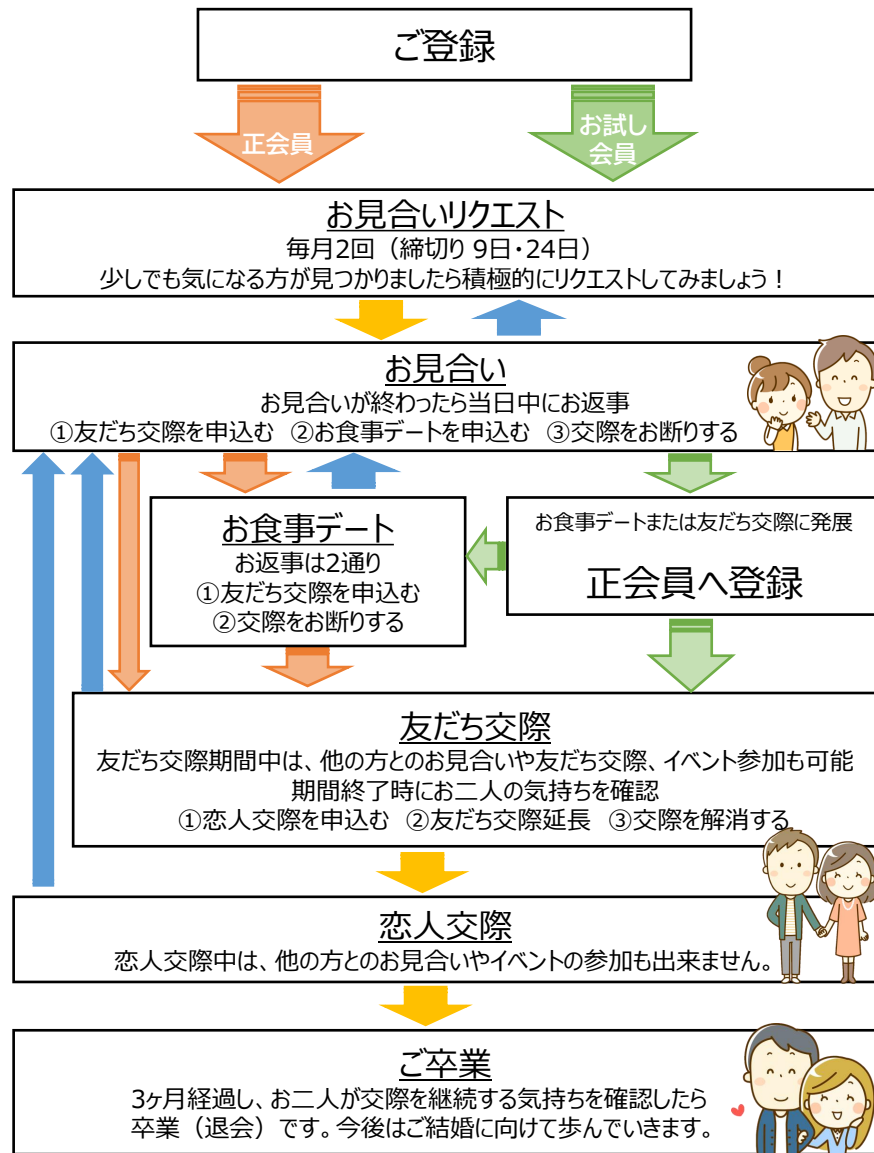 ご登録
正会員
お試し
会員
お見合いリクエスト
毎月2回（締切り 9日・24日）
少しでも気になる方が見つかりましたら積極的にリクエストしてみましょう！
お見合い
お見合いが終わったら当日中にお返事
①友だち交際を申込む ②お食事デートを申込む ③交際をお断りする
お食事デート
お返事は2通り
①友だち交際を申込む
②交際をお断りする
お食事デートまたは友だち交際に発展
正会員へ登録
友だち交際
友だち交際期間中は、他の方とのお見合いや友だち交際、イベント参加も可能
期間終了時にお二人の気持ちを確認
①恋人交際を申込む ②友だち交際延長 ③交際を解消する
恋人交際
恋人交際中は、他の方とのお見合いやイベントの参加も出来ません。
ご卒業
3ヶ月経過し、お二人が交際を継続する気持ちを確認したら
卒業（退会）です。今後はご結婚に向けて歩んでいきます。